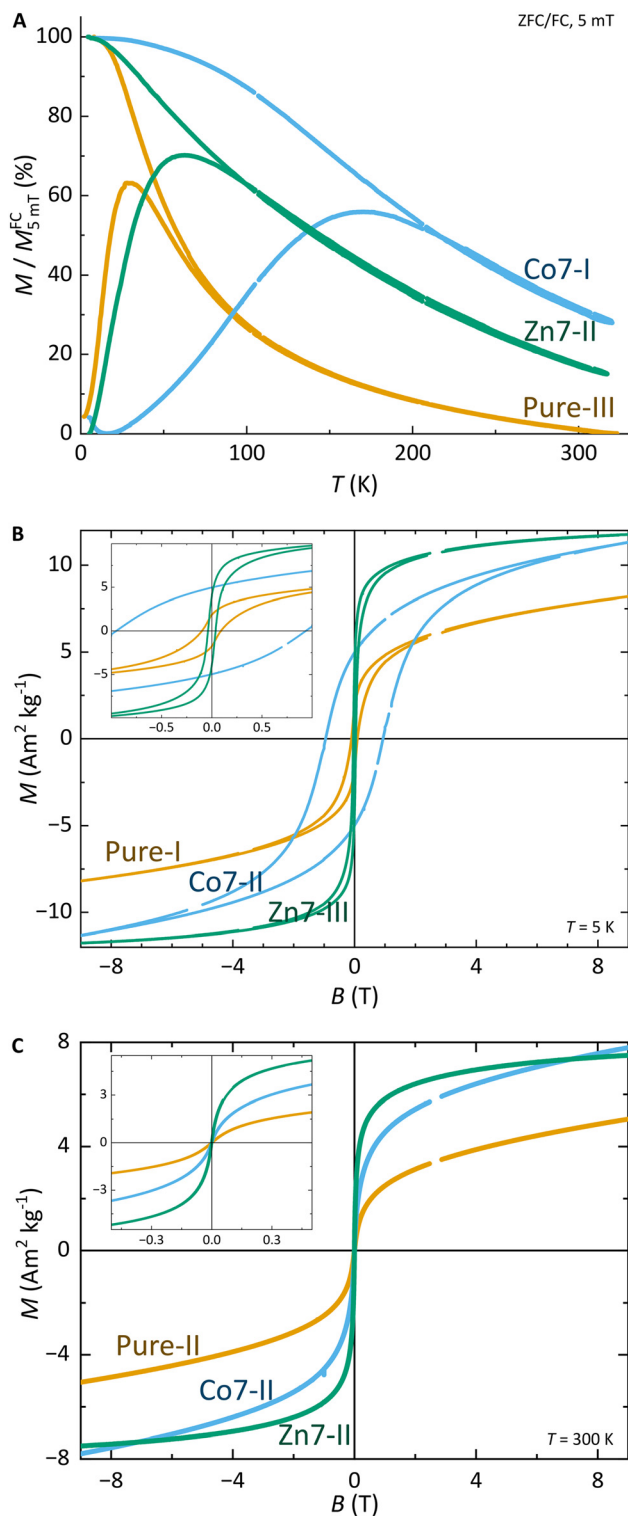 A
ZFC/FC, 5 mT
100
80
60
40
20
0
M / M^FC_5 mT (%)
Co7-I
Zn7-II
Pure-III
0
100
200
300
T (K)
B
10
5
0
−5
−10
M (Am² kg⁻¹)
5
0
−5
−0.5
0.0
0.5
Pure-I
Co7-II
Zn7-III
T = 5 K
−8
−4
0
4
8
B (T)
C
8
4
0
−4
−8
M (Am² kg⁻¹)
3
0
−3
−0.3
0.0
0.3
Pure-II
Co7-II
Zn7-II
T = 300 K
−8
−4
0
4
8
B (T)